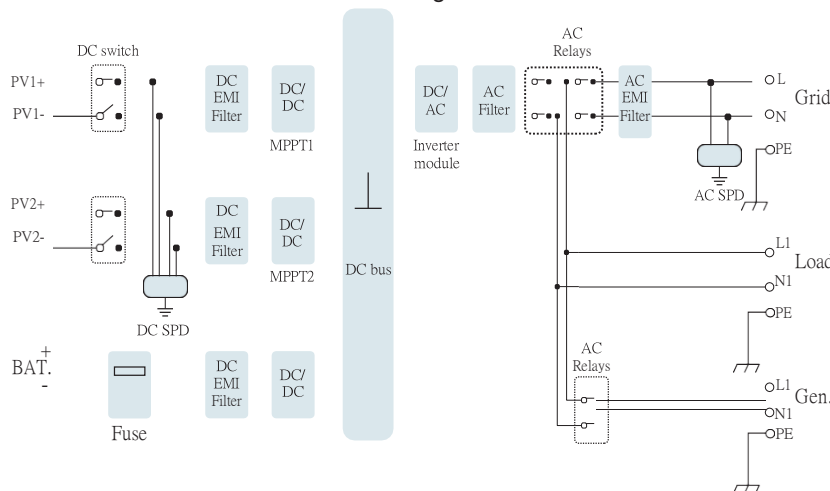 DC switch
PV1+
PV1-
DC
EMI
Filter
DC/
DC
MPPT1
PV2+
PV2-
DC
EMI
Filter
DC/
DC
MPPT2
DC SPD
BAT.
+
-
Fuse
DC
EMI
Filter
DC/
DC
DC bus
DC/
AC
Inverter
module
AC
Filter
AC
Relays
AC
EMI
Filter
L
N
PE
Grid
AC SPD
L1
N1
PE
Load
AC
Relays
L1
N1
PE
Gen.